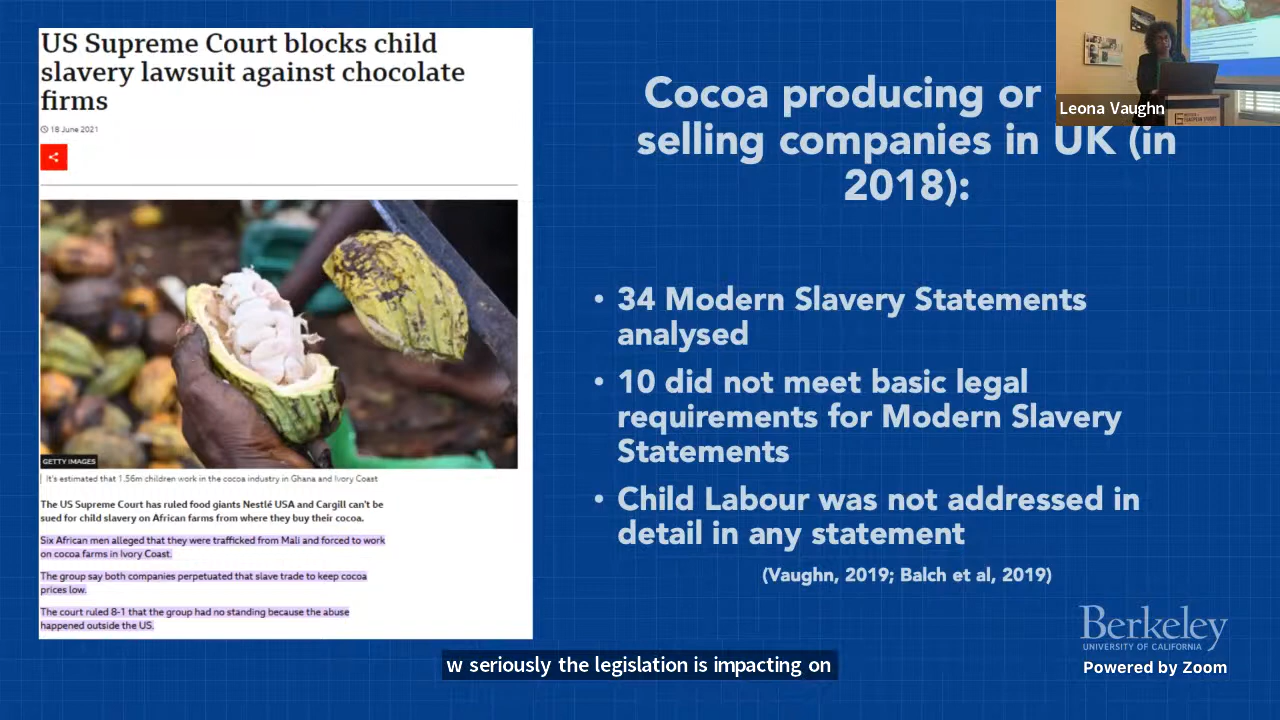 US Supreme Court blocks child
slavery lawsuit against chocolate
firms
18 June 2021
GETTY IMAGES
It's estimated that 1.56m children work in the cocoa industry in Ghana and Ivory Coast
The US Supreme Court has ruled food giants Nestlé USA and Cargill can't be
sued for child slavery on African farms from where they buy their cocoa.
Six African men alleged that they were trafficked from Mali and forced to work
on cocoa farms in Ivory Coast.
The group say both companies perpetuated that slave trade to keep cocoa
prices low.
The court ruled 8-1 that the group had no standing because the abuse
happened outside the US.
Cocoa producing or
selling companies in UK (in
2018):
• 34 Modern Slavery Statements
analysed
• 10 did not meet basic legal
requirements for Modern Slavery
Statements
• Child Labour was not addressed in
detail in any statement
(Vaughn, 2019; Balch et al, 2019)
Leona Vaughn
Berkeley
UNIVERSITY OF CALIFORNIA
Powered by Zoom
w seriously the legislation is impacting on